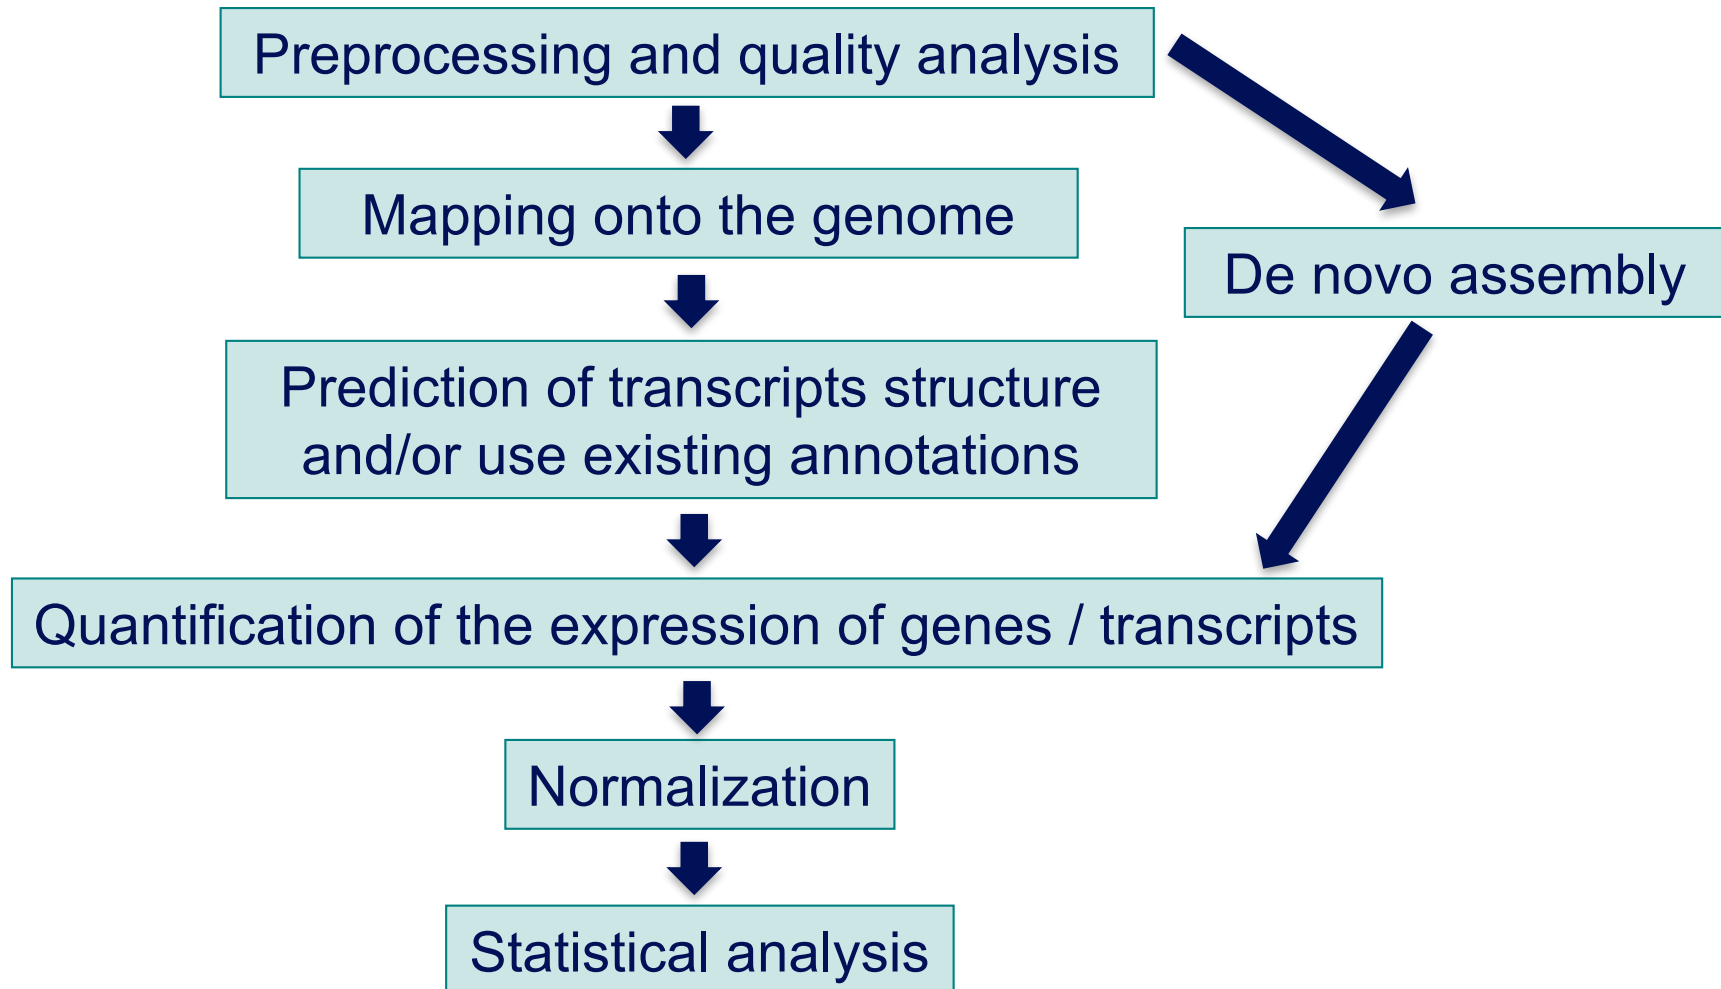 Preprocessing and quality analysis
Mapping onto the genome
De novo assembly
Prediction of transcripts structure
and/or use existing annotations
Quantification of the expression of genes / transcripts
Normalization
Statistical analysis